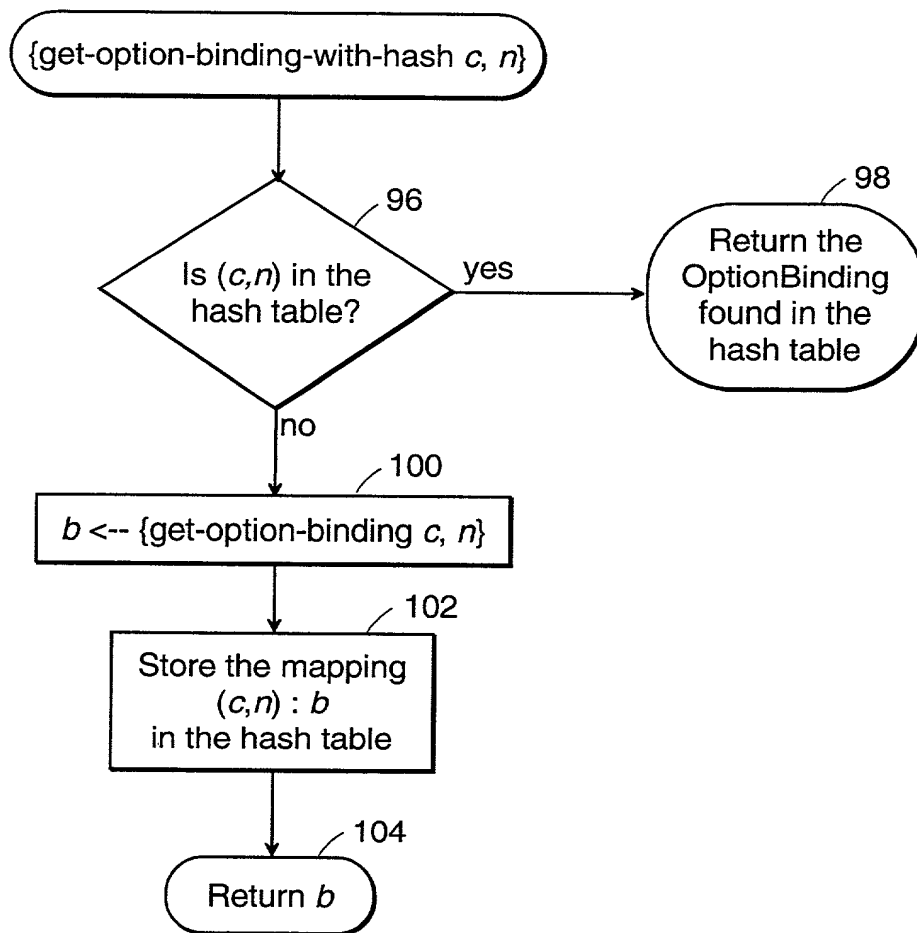 {get-option-binding-with-hash c, n}
96
Is (c,n) in the
hash table?
yes
98
Return the
OptionBinding
found in the
hash table
no
100
b <-- {get-option-binding c, n}
102
Store the mapping
(c,n) : b
in the hash table
104
Return b